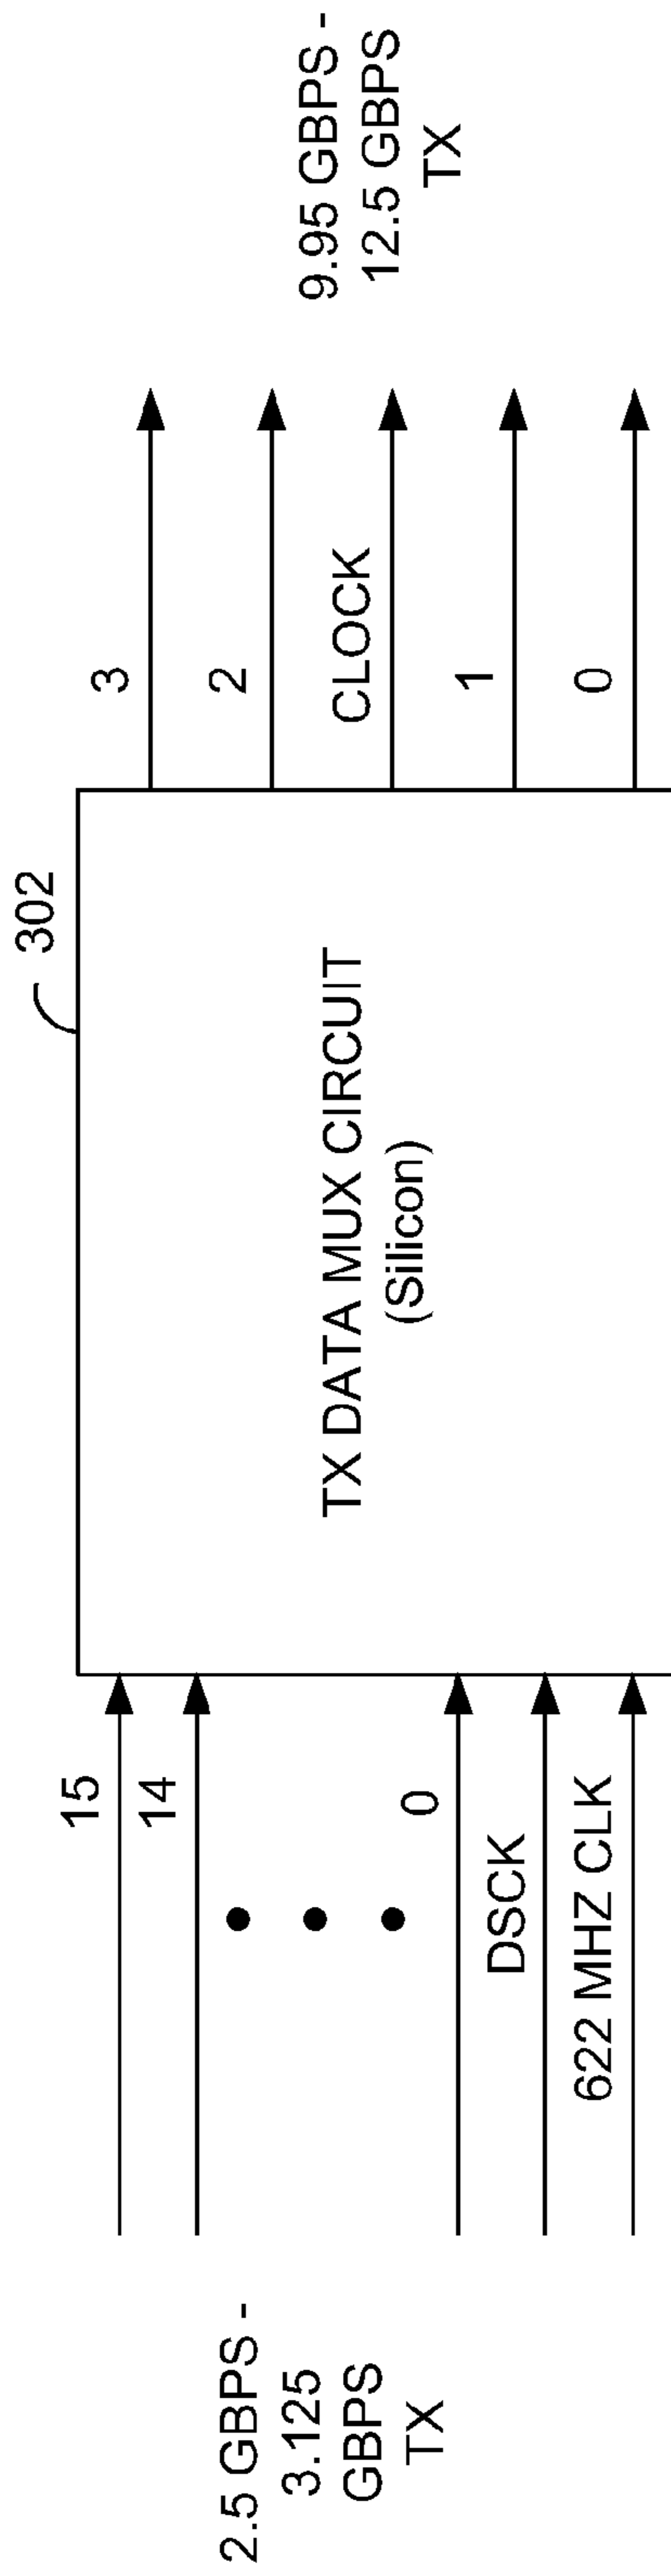 302
2.5 GBPS -
3.125
GBPS
TX
15
14
0
DSCK
622 MHZ CLK
TX DATA MUX CIRCUIT
(Silicon)
3
2
CLOCK
1
0
9.95 GBPS -
12.5 GBPS
TX